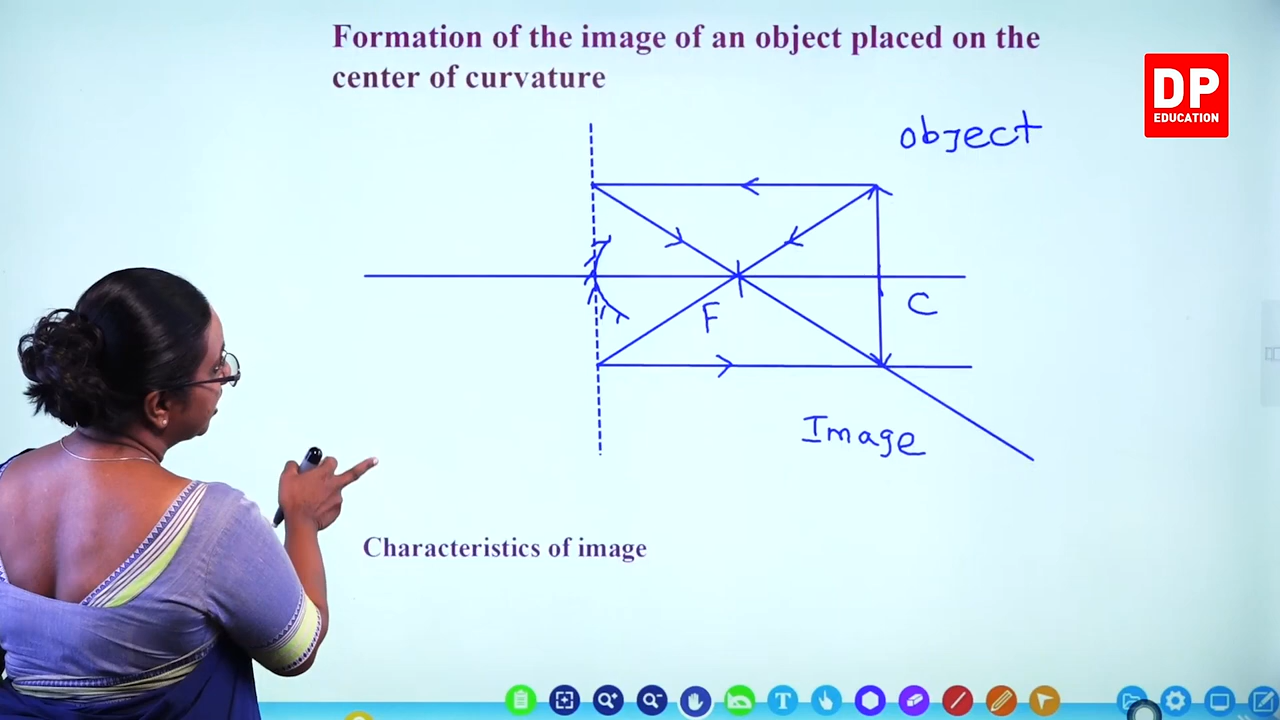 Formation of the image of an object placed on the
center of curvature
DP
EDUCATION
object
F
C
Image
Characteristics of image
T